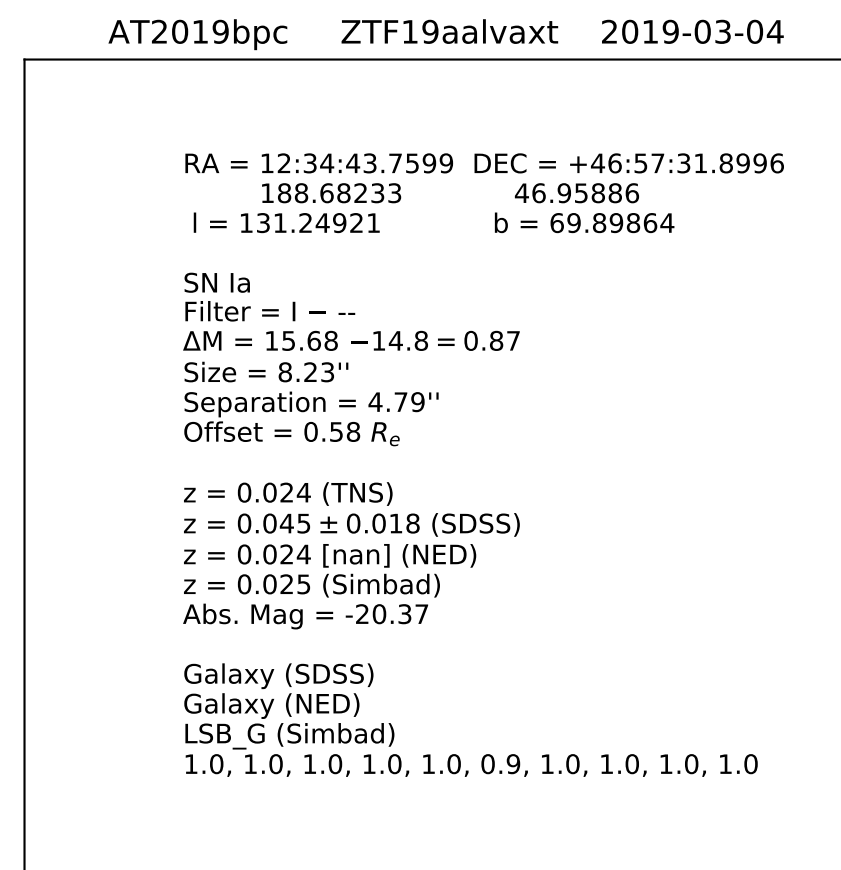 AT2019bpc ZTF19aalvaxt 2019-03-04
RA = 12:34:43.7599 DEC = +46:57:31.8996
188.68233 46.95886
l = 131.24921 b = 69.89864
SN Ia
Filter = I − --
ΔM = 15.68 −14.8 = 0.87
Size = 8.23''
Separation = 4.79''
Offset = 0.58 Re
z = 0.024 (TNS)
z = 0.045 ± 0.018 (SDSS)
z = 0.024 [nan] (NED)
z = 0.025 (Simbad)
Abs. Mag = -20.37
Galaxy (SDSS)
Galaxy (NED)
LSB_G (Simbad)
1.0, 1.0, 1.0, 1.0, 1.0, 0.9, 1.0, 1.0, 1.0, 1.0